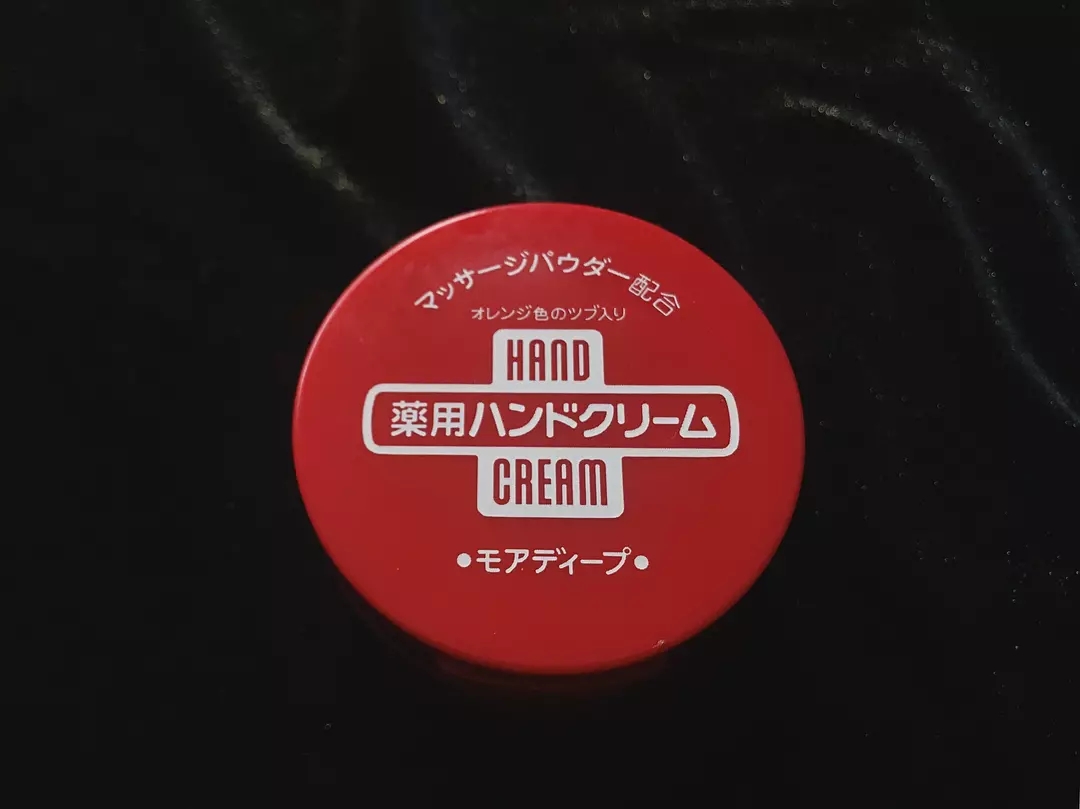 マッサージパウダー配合
オレンジ色のツブ入り
HAND
薬用ハンドクリーム
CREAM
•モアディープ•